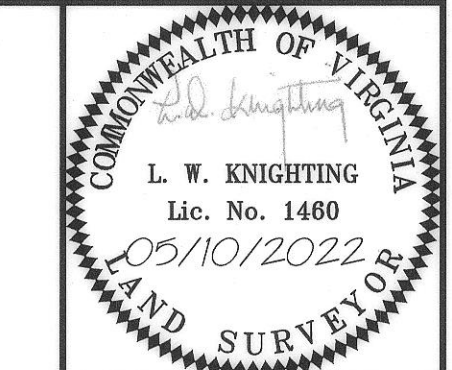 COMMONWEALTH OF VIRGINIA
L. W. Knighting
L. W. KNIGHTING
Lic. No. 1460
05/10/2022
LAND SURVEYOR